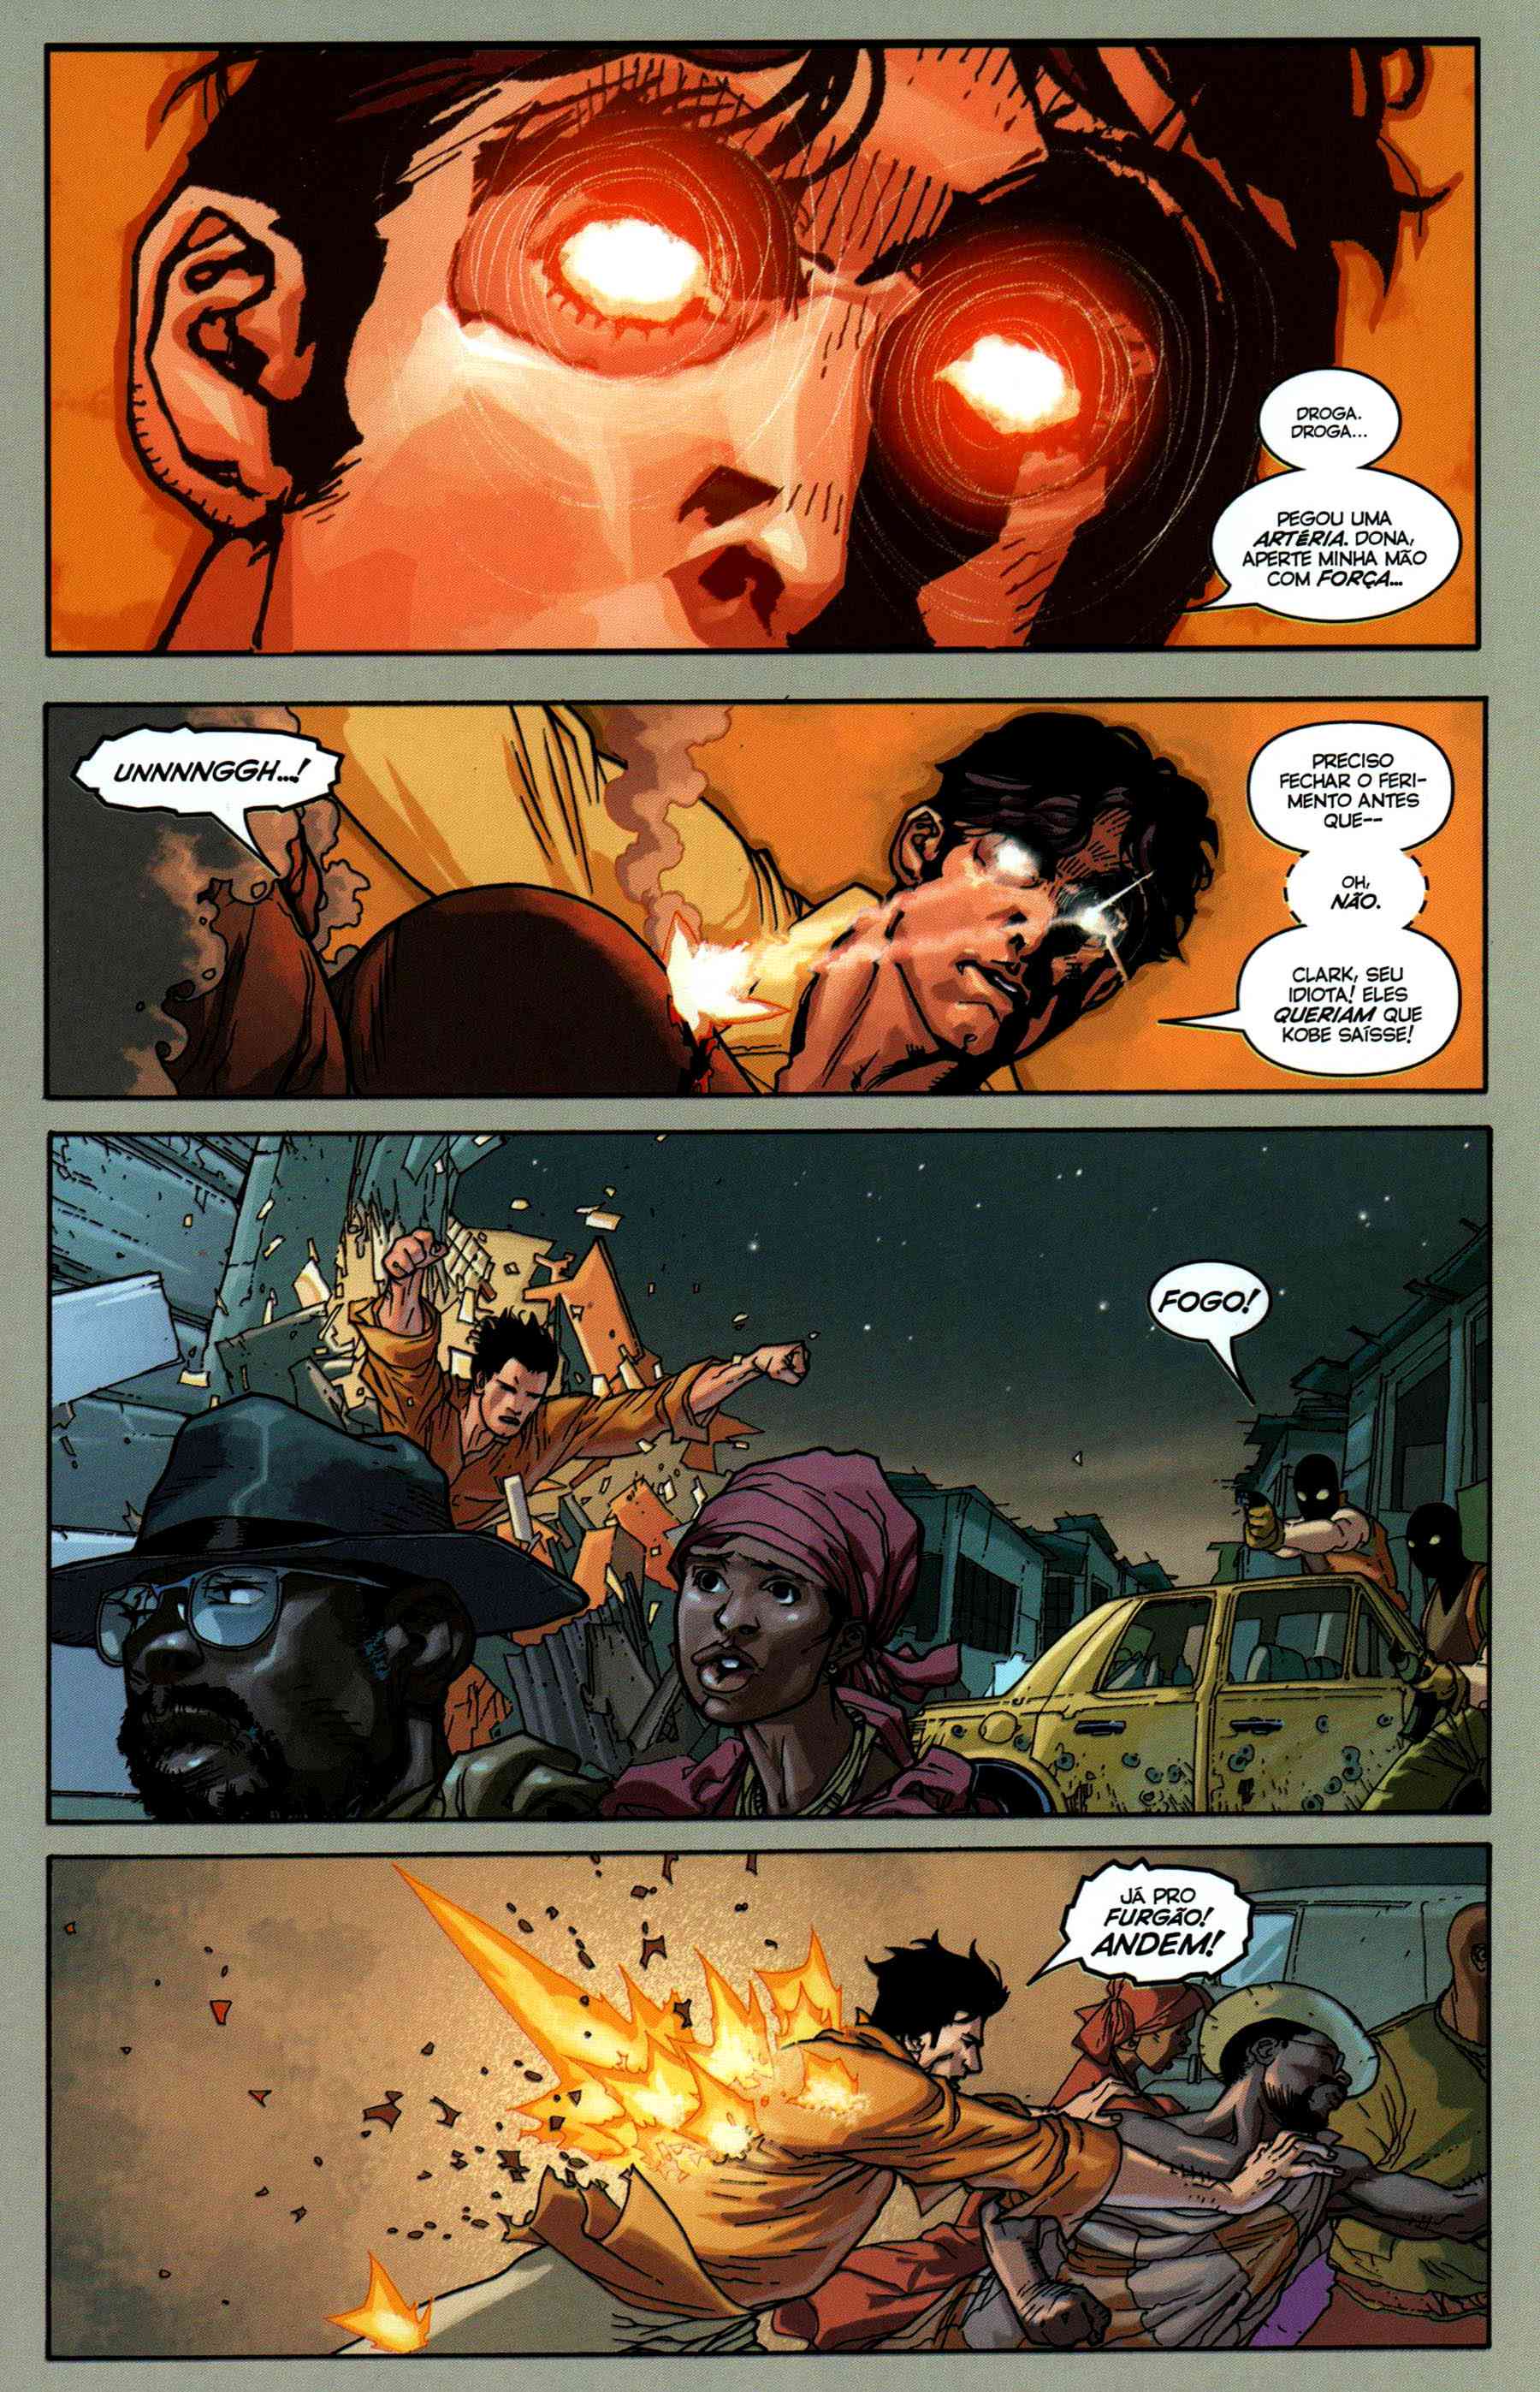 DROGA.
DROGA...
PEGOU UMA
ARTÉRIA. DONA,
APERTE MINHA MÃO
COM FORÇA...
UNNNNGGH...!
PRECISO
FECHAR O FERI-
MENTO ANTES
QUE--
OH,
NÃO.
CLARK, SEU
IDIOTA! ELES
QUERIAM QUE
KOBE SAÍSSE!
FOGO!
JÁ PRO
FURGÃO!
ANDEM!